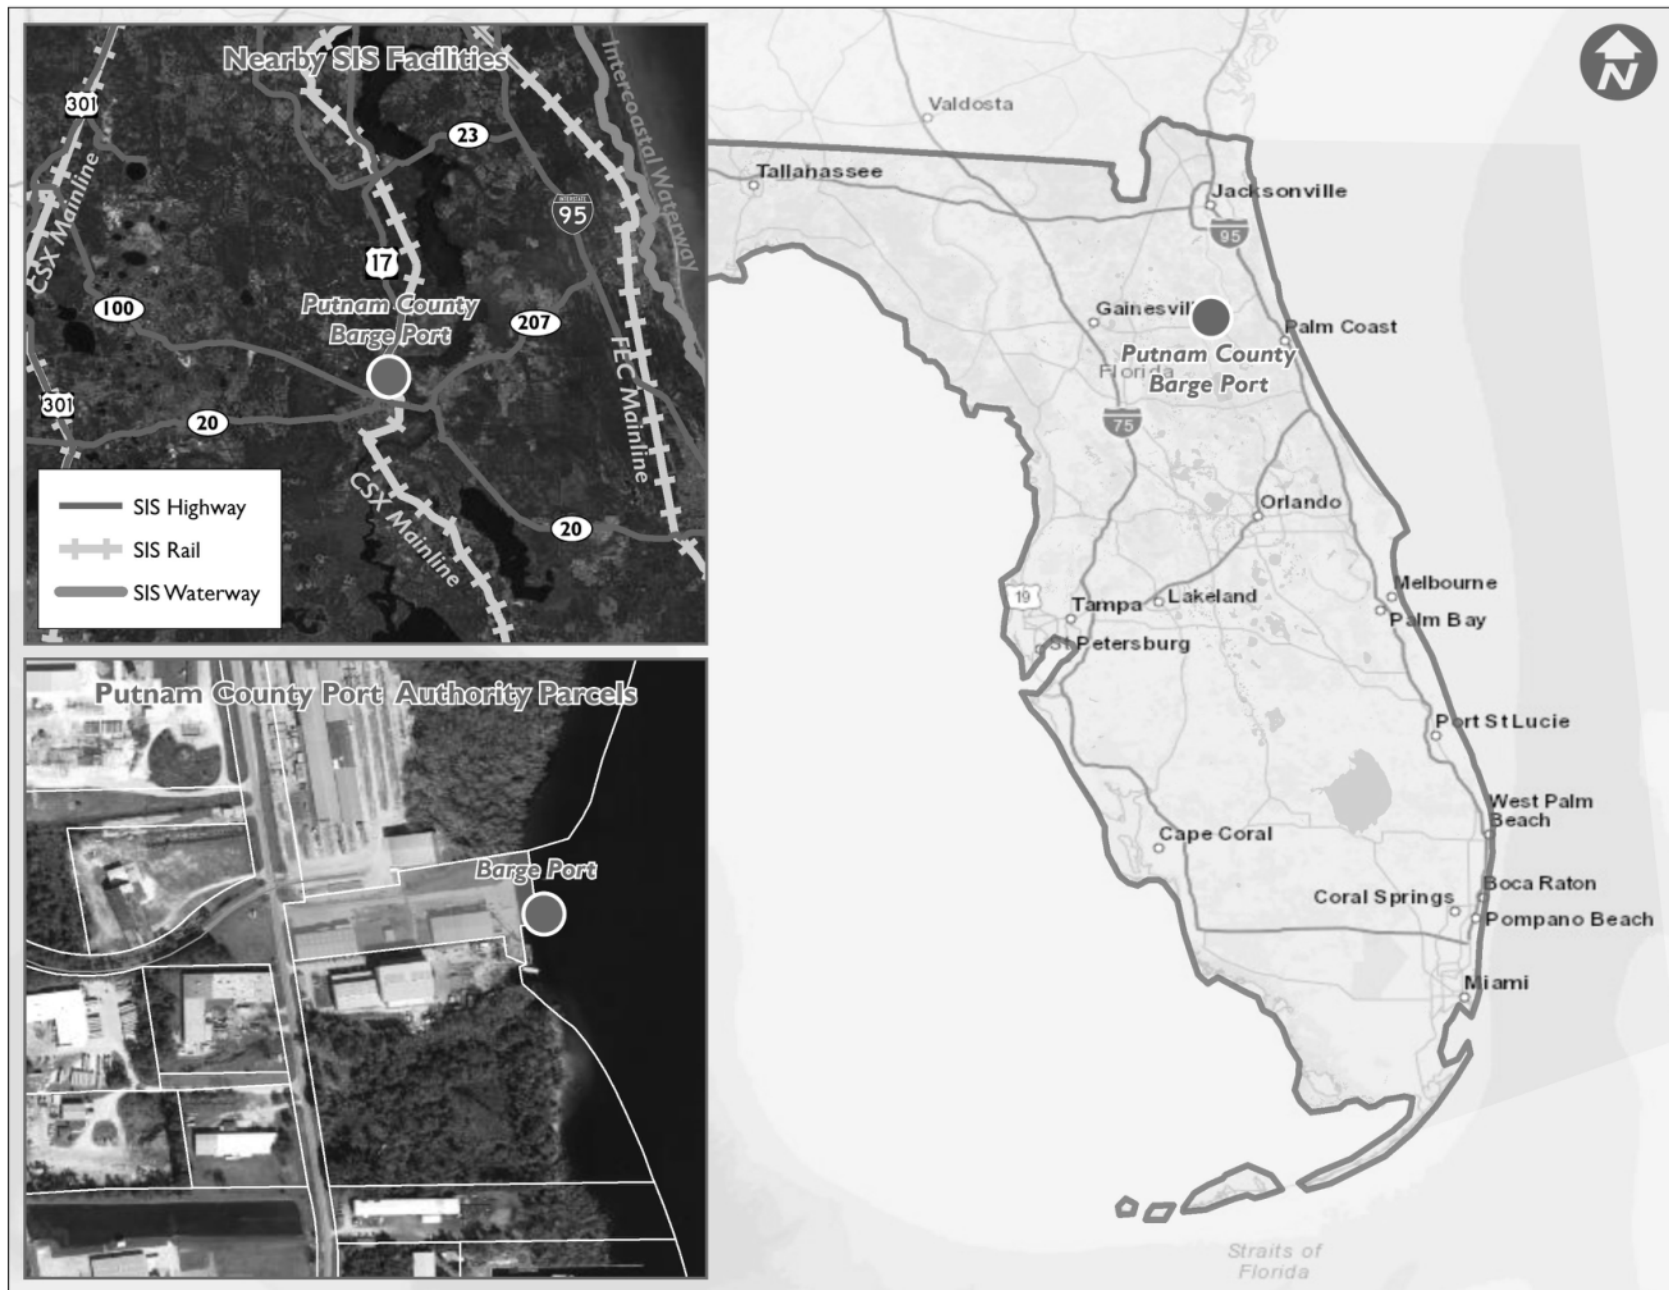 Nearby SIS Facilities
Intercoastal Waterway
301
23
CSX Mainline
INTERSTATE
95
17
100
Putnam County
Barge Port
207
FEC Mainline
301
20
CSX Mainline
20
SIS Highway
SIS Rail
SIS Waterway
Putnam County Port Authority Parcels
Barge Port
N
Valdosta
Tallahassee
Jacksonville
95
Gainesvill
Palm Coast
Putnam County
Barge Port
Florida
75
Orlando
Melbourne
19
Tampa
Lakeland
Palm Bay
St Petersburg
Port St Lucie
West Palm
Beach
Cape Coral
Boca Raton
Coral Springs
Pompano Beach
Miami
Straits of
Florida